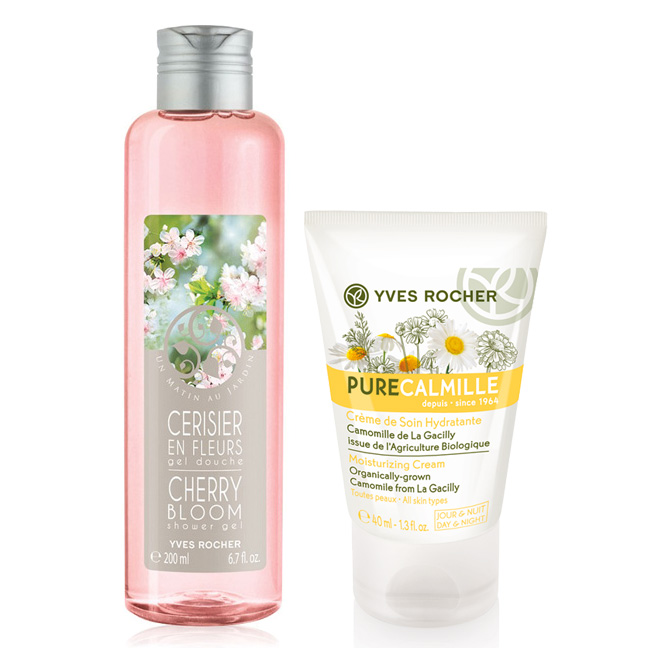 UN MATIN AU JARDIN
CERISIER
EN FLEURS
gel douche
CHERRY
BLOOM
shower gel
YVES ROCHER
℮ 200 ml 6.7 fl. oz.
YVES ROCHER
PURECALMILLE
depuis · since 1964
Crème de Soin Hydratante
Camomille de La Gacilly
issue de l'Agriculture Biologique
Moisturizing Cream
Organically-grown
Camomile from La Gacilly
Toutes peaux · All skin types
℮ 40 ml - 1.3 fl. oz.
JOUR & NUIT
DAY & NIGHT